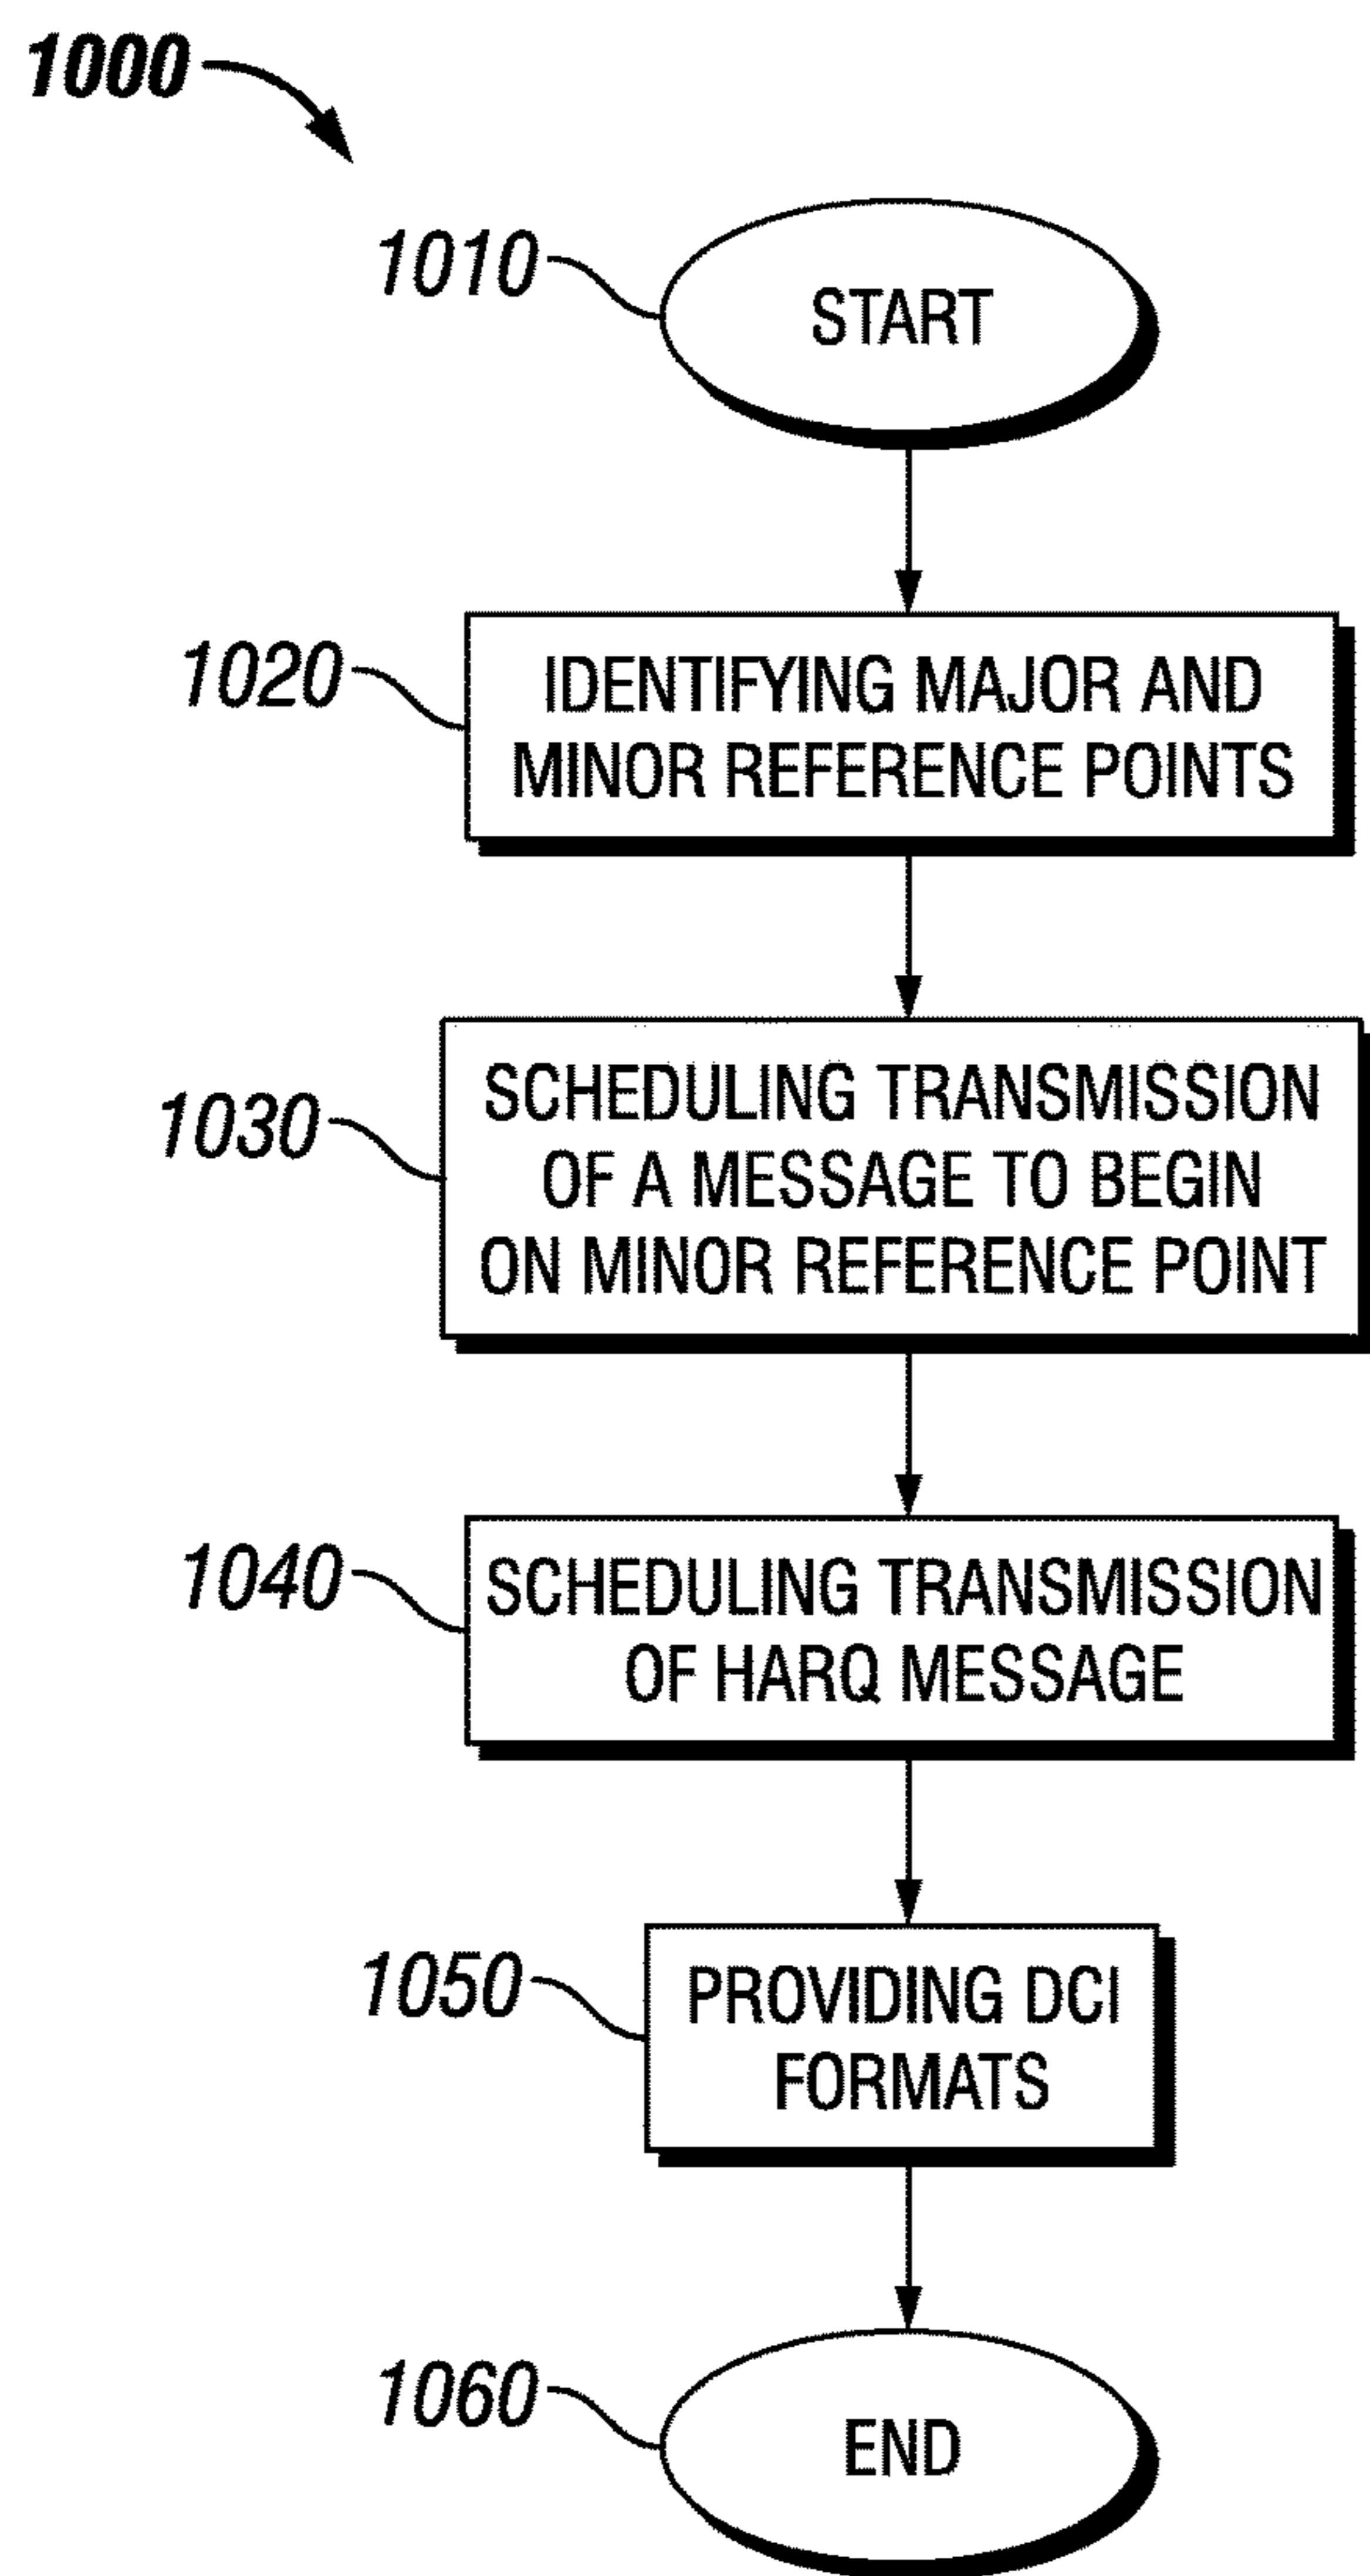 1000
1010
START
1020
IDENTIFYING MAJOR AND
MINOR REFERENCE POINTS
1030
SCHEDULING TRANSMISSION
OF A MESSAGE TO BEGIN
ON MINOR REFERENCE POINT
1040
SCHEDULING TRANSMISSION
OF HARQ MESSAGE
1050
PROVIDING DCI
FORMATS
1060
END